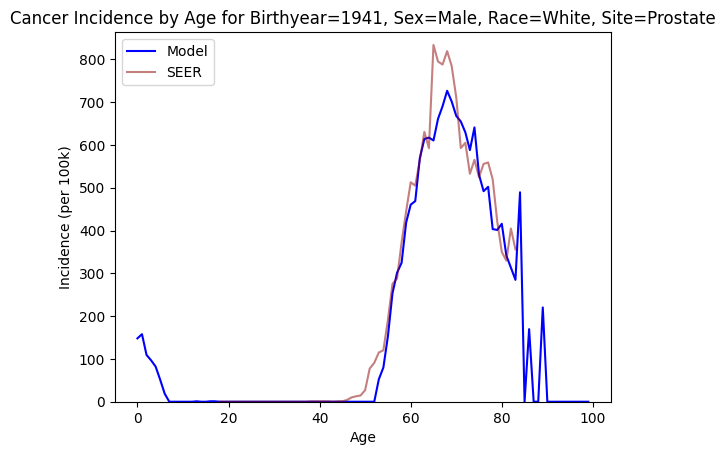 Cancer Incidence by Age for Birthyear=1941, Sex=Male, Race=White, Site=Prostate
Model
SEER
800
700
600
500
400
300
200
100
0
Incidence (per 100k)
0 20 40 60 80 100
Age